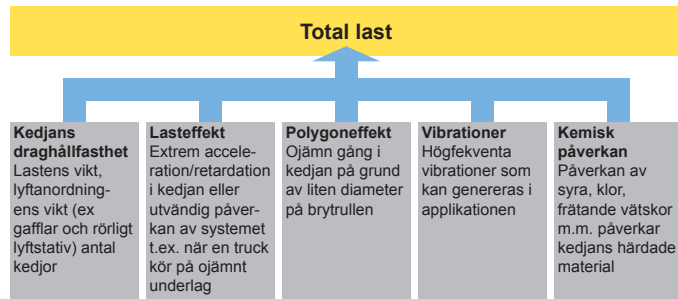 Total last
Kedjans
draghållfasthet
Lastens vikt,
lyftanordning-
ens vikt (ex
gafflar och rörligt
lyftstativ) antal
kedjor
Lasteffekt
Extrem accele-
ration/retardation
i kedjan eller
utvändig påver-
kan av systemet
t.ex. när en truck
kör på ojämnt
underlag
Polygoneffekt
Ojämn gång i
kedjan på grund
av liten diameter
på brytrullen
Vibrationer
Högfekventa
vibrationer som
kan genereras i
applikationen
Kemisk
påverkan
Påverkan av
syra, klor,
frätande vätskor
m.m. påverkar
kedjans härdade
material